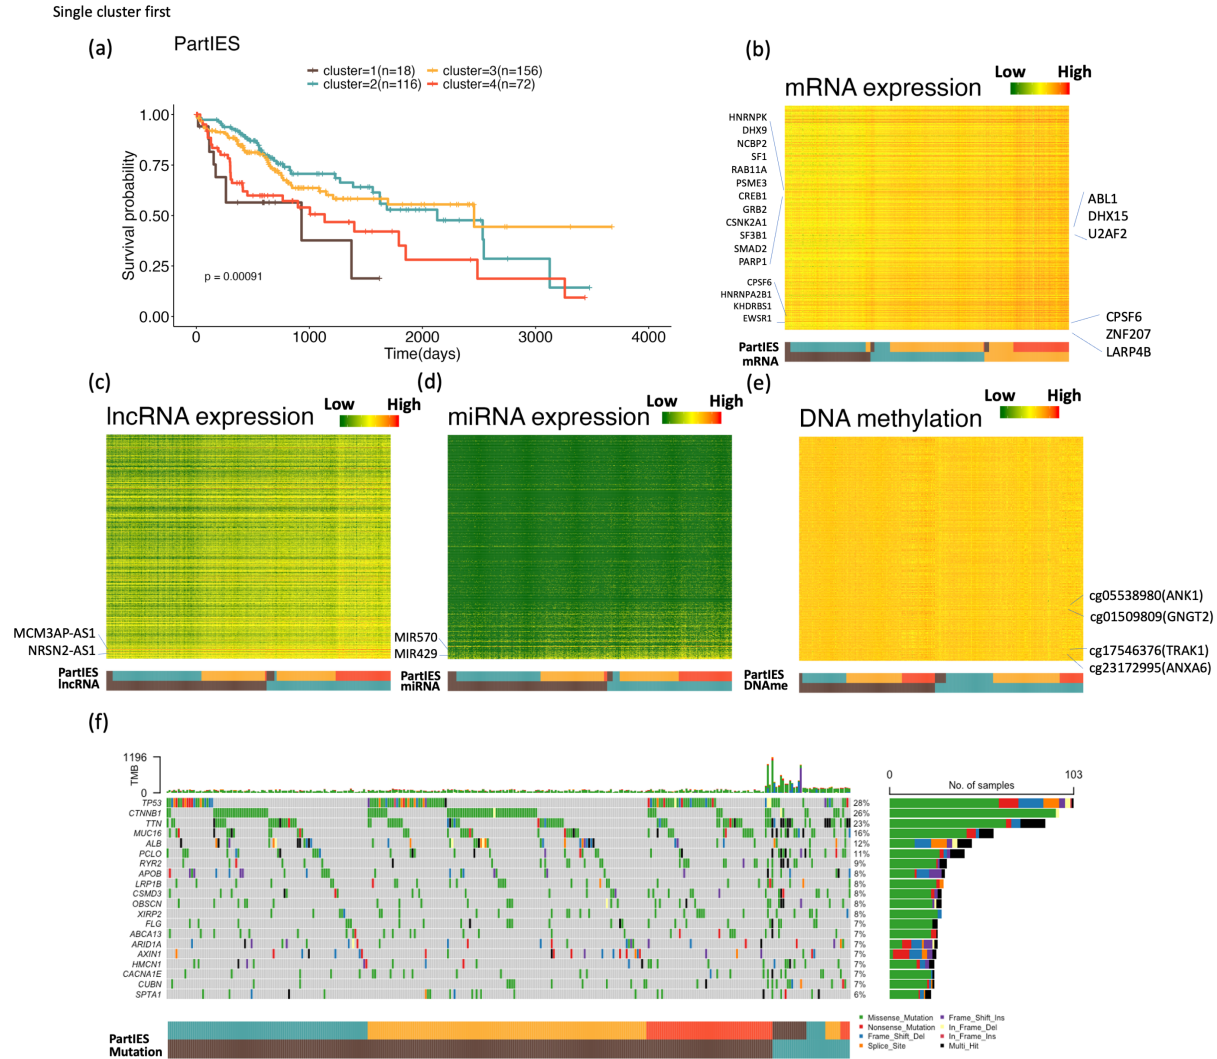 Single cluster first
(a)
PartIES
cluster=1(n=18) cluster=3(n=156)
cluster=2(n=116) cluster=4(n=72)
1.00
0.75
0.50
0.25
0.00
Survival probability
p = 0.00091
0 1000 2000 3000 4000
Time(days)
(b)
mRNA expression
Low High
HNRNPK
DHX9
NCBP2
SF1
RAB11A
PSME3
CREB1
GRB2
CSNK2A1
SF3B1
SMAD2
PARP1
CPSF6
HNRNPA2B1
KHDRBS1
EWSR1
ABL1
DHX15
U2AF2
CPSF6
ZNF207
LARP4B
PartIES
mRNA
(c)
lncRNA expression
Low High
MCM3AP-AS1
NRSN2-AS1
PartIES
lncRNA
(d)
miRNA expression
Low High
MIR570
MIR429
PartIES
miRNA
(e)
DNA methylation
Low High
cg05538980(ANK1)
cg01509809(GNGT2)
cg17546376(TRAK1)
cg23172995(ANXA6)
PartIES
DNAme
(f)
1196
0
TMB
0 103
No. of samples
TP53 28%
CTNNB1 26%
TTN 23%
MUC16 16%
ALB 12%
PCLO 11%
RYR2 9%
APOB 8%
LRP1B 8%
CSMD3 8%
OBSCN 8%
XIRP2 8%
FLG 7%
ABCA13 7%
ARID1A 7%
AXIN1 7%
HMCN1 7%
CACNA1E 7%
CUBN 7%
SPTA1 6%
PartIES
Mutation
Missense_Mutation Frame_Shift_Ins
Nonsense_Mutation In_Frame_Del
Frame_Shift_Del In_Frame_Ins
Splice_Site Multi_Hit